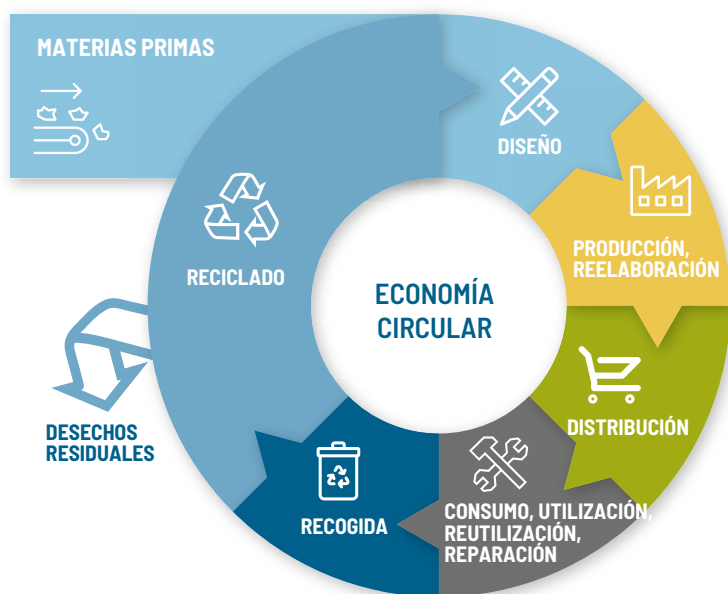 MATERIAS PRIMAS
DISEÑO
PRODUCCIÓN,
REELABORACIÓN
DISTRIBUCIÓN
CONSUMO, UTILIZACIÓN,
REUTILIZACIÓN,
REPARACIÓN
RECOGIDA
RECICLADO
DESECHOS
RESIDUALES
ECONOMÍA
CIRCULAR